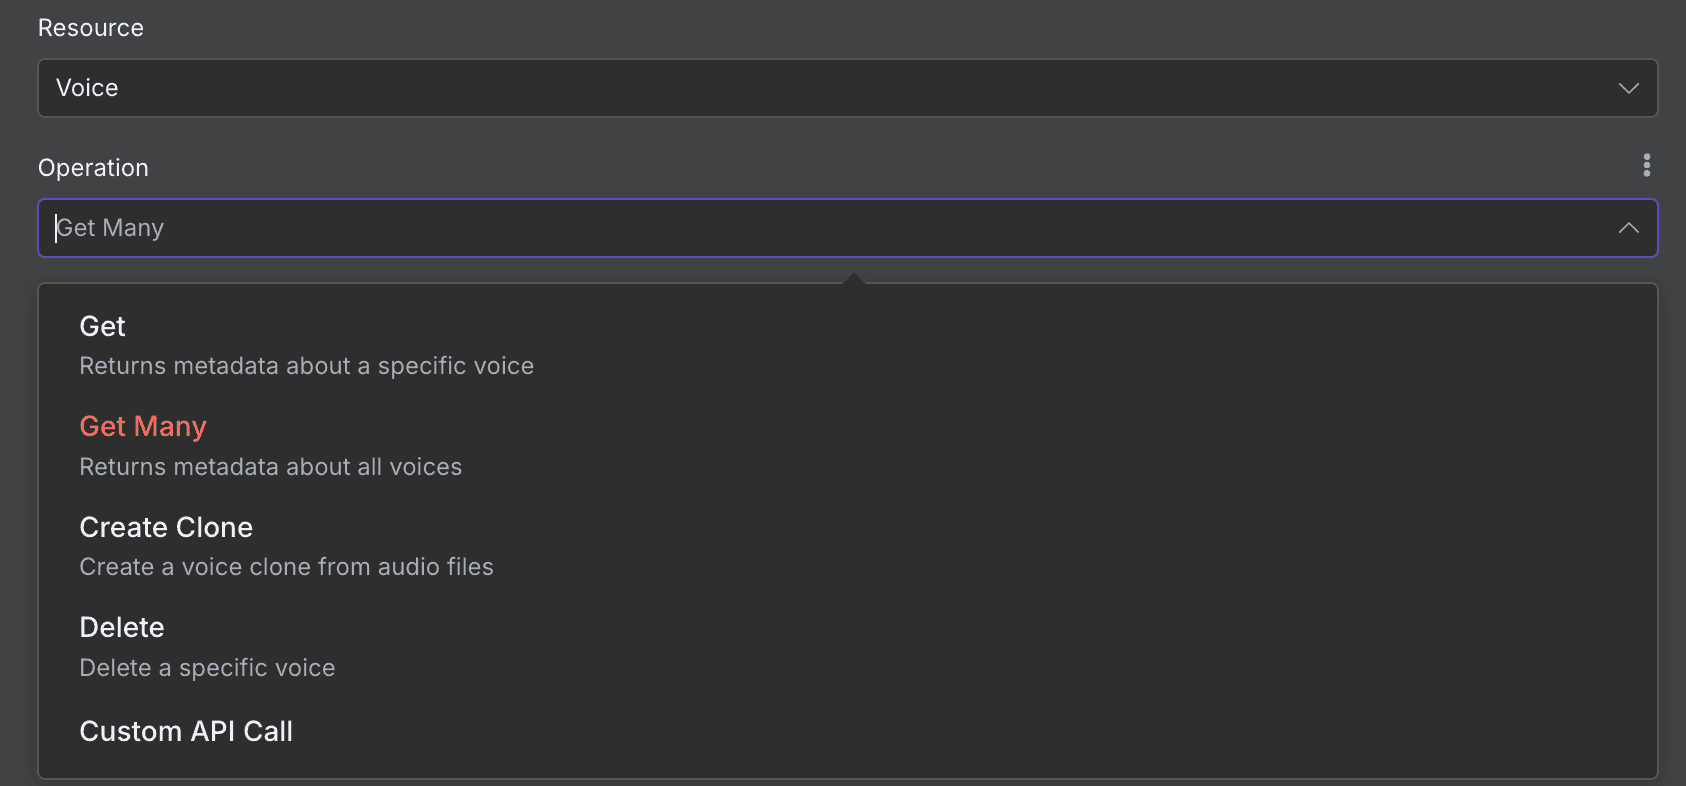 Resource
Voice
Operation
Get Many
Get
Returns metadata about a specific voice
Get Many
Returns metadata about all voices
Create Clone
Create a voice clone from audio files
Delete
Delete a specific voice
Custom API Call